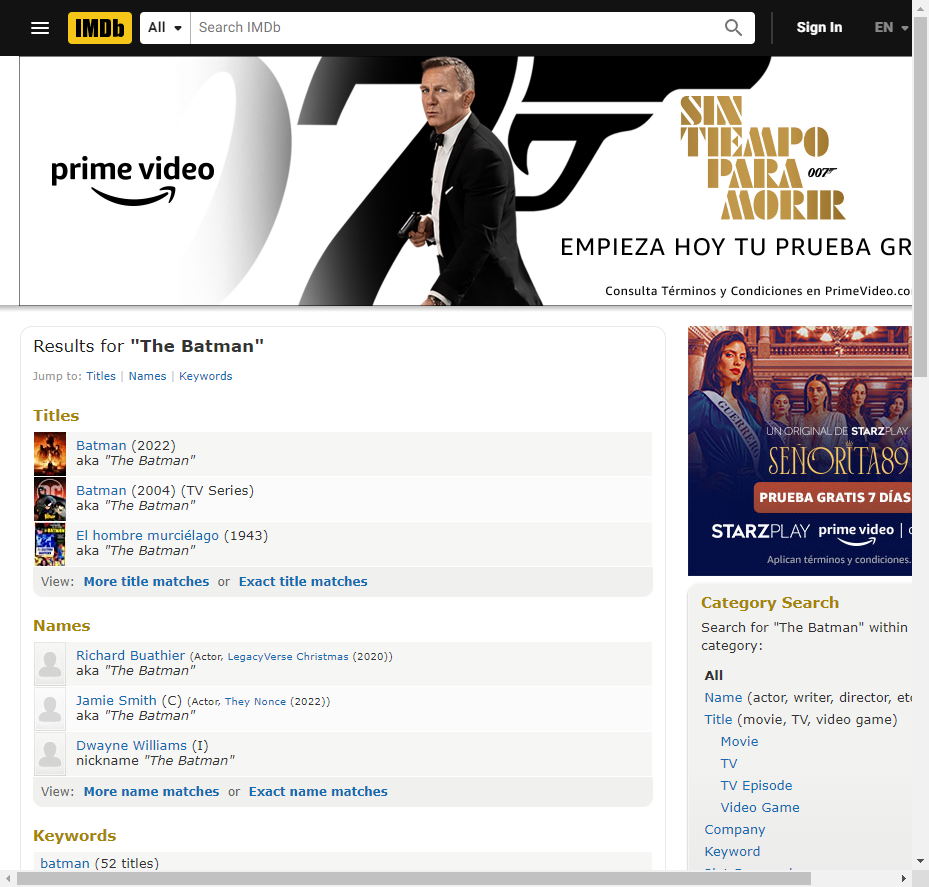 IMDb
All
Search IMDb
Sign In
EN
prime video
SIN
TIEMPO
PARA 007
MORIR
EMPIEZA HOY TU PRUEBA GR
Consulta Términos y Condiciones en PrimeVideo.co
Results for "The Batman"
Jump to: Titles | Names | Keywords
Titles
Batman (2022)
aka "The Batman"
Batman (2004) (TV Series)
aka "The Batman"
El hombre murciélago (1943)
aka "The Batman"
View: More title matches or Exact title matches
Names
Richard Buathier (Actor, LegacyVerse Christmas (2020))
aka "The Batman"
Jamie Smith (C) (Actor, They Nonce (2022))
aka "The Batman"
Dwayne Williams (I)
nickname "The Batman"
View: More name matches or Exact name matches
Keywords
batman (52 titles)
GUERRERO
UN ORIGINAL DE STARZPLAY
SEÑORITA89
PRUEBA GRATIS 7 DÍAS
STARZPLAY prime video |
Aplican términos y condiciones.
Category Search
Search for "The Batman" within
category:
All
Name (actor, writer, director, etc
Title (movie, TV, video game)
Movie
TV
TV Episode
Video Game
Company
Keyword